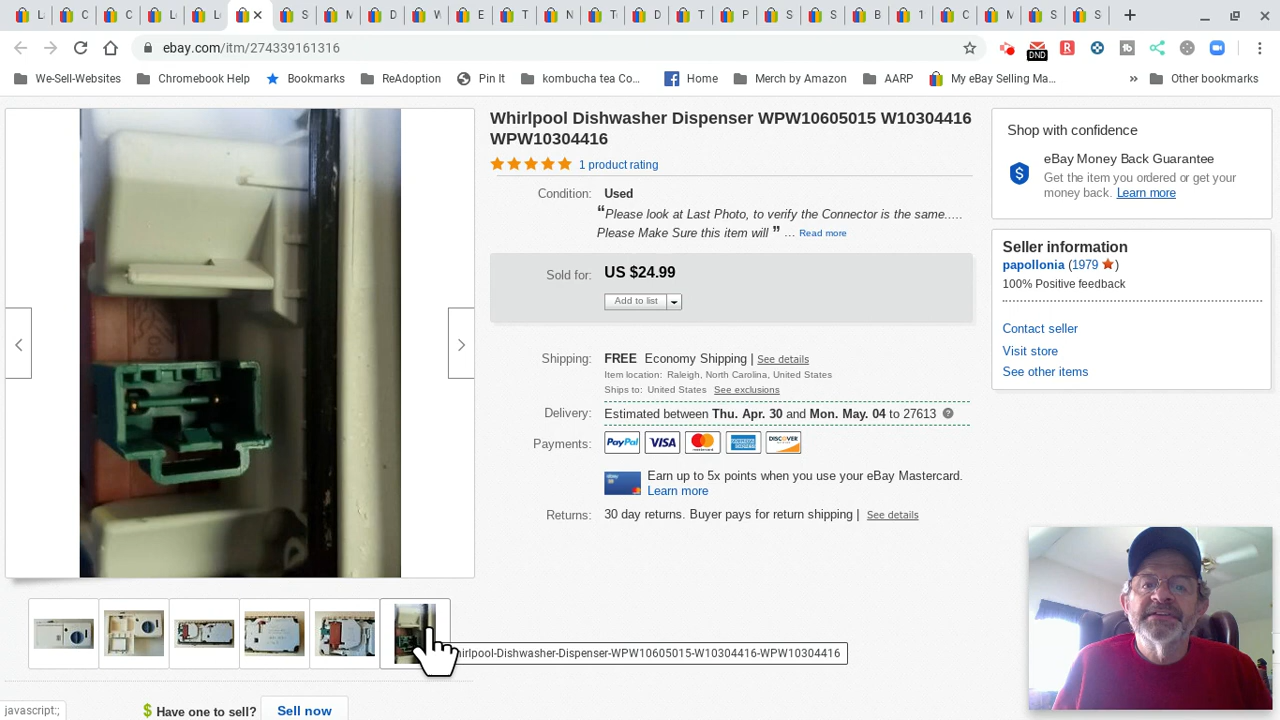 L
C
C
L
L
S
M
D
W
E
T
N
T
D
T
P
S
S
B
1
C
M
S
S
ebay.com/itm/274339161316
DND
We-Sell-Websites
Chromebook Help
Bookmarks
ReAdoption
Pin It
kombucha tea Co...
Home
Merch by Amazon
AARP
My eBay Selling Ma...
»
Other bookmarks
Whirlpool Dishwasher Dispenser WPW10605015 W10304416
WPW10304416
1 product rating
Condition: Used
“Please look at Last Photo, to verify the Connector is the same.....
Please Make Sure this item will ” ... Read more
Sold for: US $24.99
Add to list
Shipping: FREE Economy Shipping | See details
Item location: Raleigh, North Carolina, United States
Ships to: United States See exclusions
Delivery: Estimated between Thu. Apr. 30 and Mon. May. 04 to 27613 ?
Payments: PayPal VISA mastercard AMERICAN EXPRESS DISCOVER
Earn up to 5x points when you use your eBay Mastercard.
Learn more
Returns: 30 day returns. Buyer pays for return shipping | See details
Shop with confidence
eBay Money Back Guarantee
Get the item you ordered or get your
money back. Learn more
Seller information
papollonia (1979 )
100% Positive feedback
Contact seller
Visit store
See other items
hirlpool-Dishwasher-Dispenser-WPW10605015-W10304416-WPW10304416
javascript:;
$ Have one to sell? Sell now